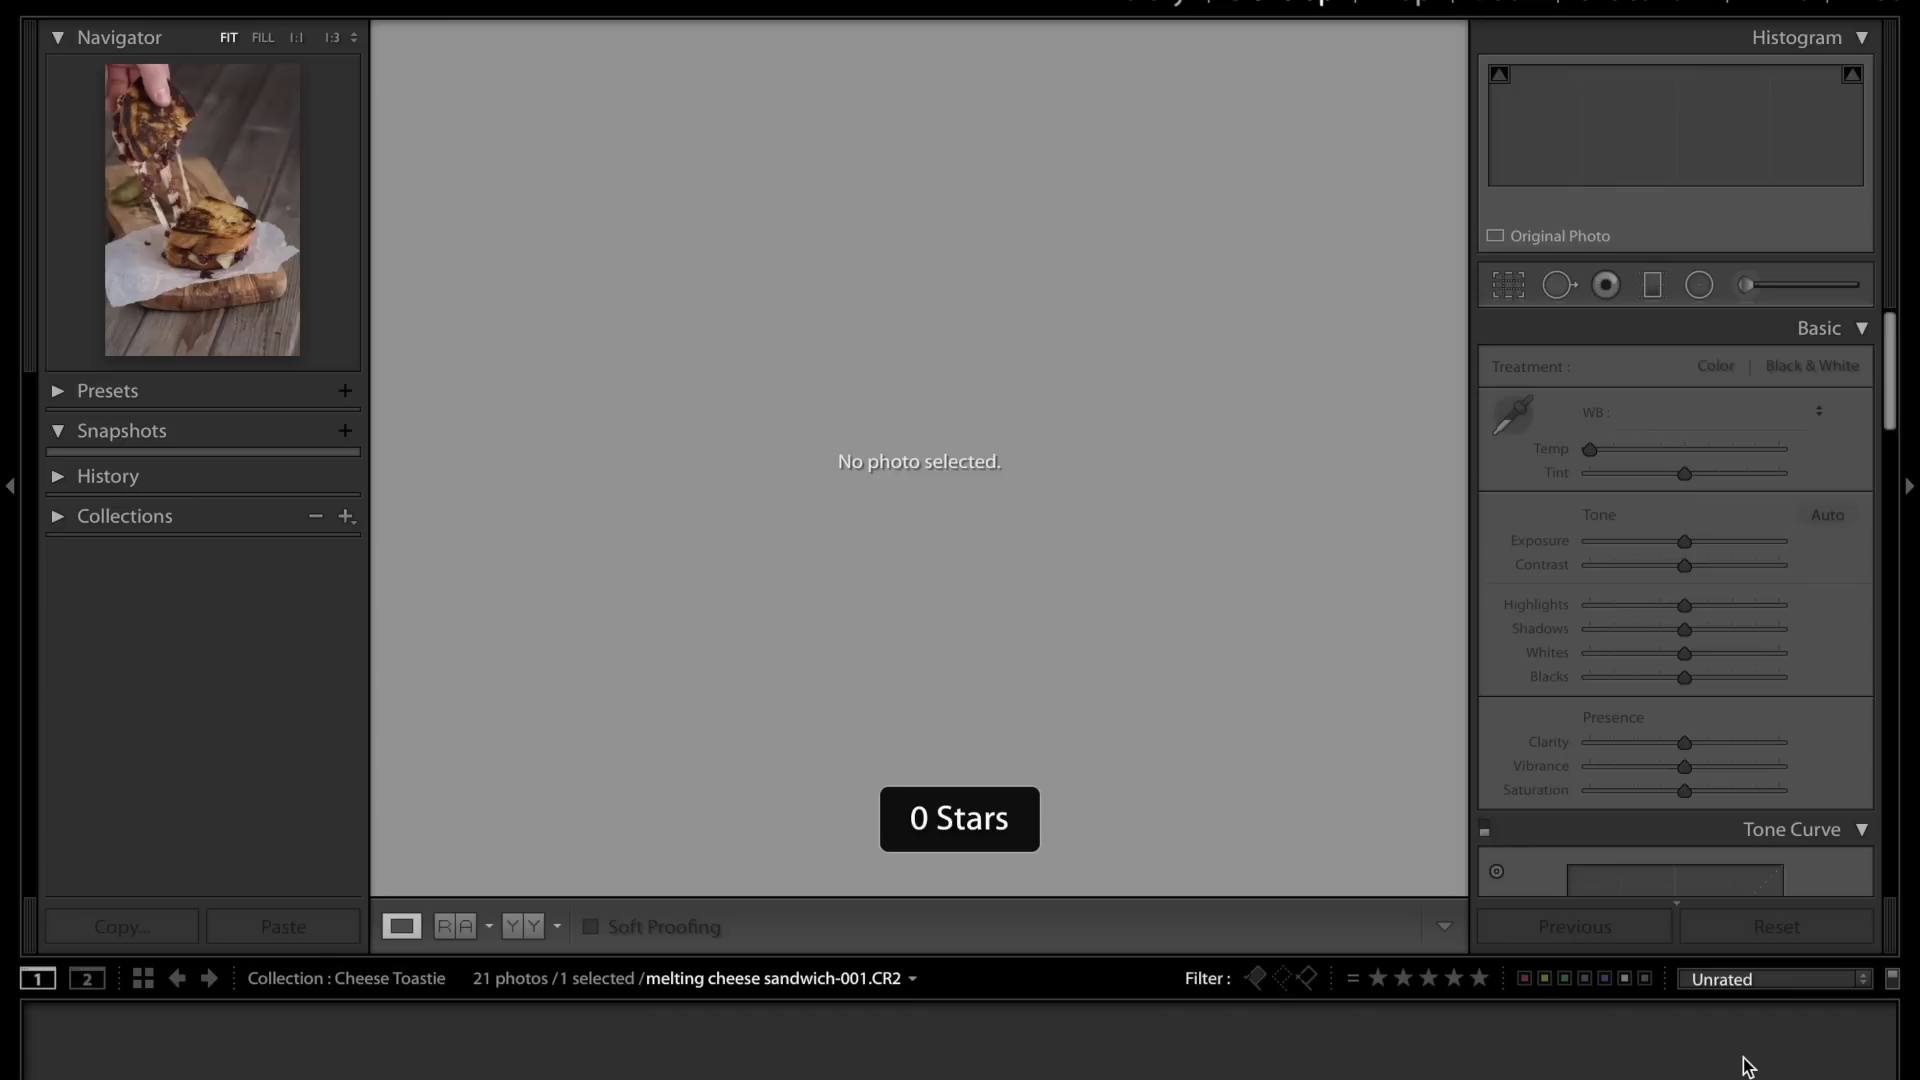 Navigator
FIT FILL 1:1 1:3
Presets
Snapshots
History
Collections
Copy...
Paste
No photo selected.
0 Stars
R A
Y Y
Soft Proofing
Histogram
Original Photo
Basic
Treatment :
Color | Black & White
WB :
Temp
Tint
Tone
Auto
Exposure
Contrast
Highlights
Shadows
Whites
Blacks
Presence
Clarity
Vibrance
Saturation
Tone Curve
Previous
Reset
1
2
Collection : Cheese Toastie
21 photos /1 selected /melting cheese sandwich-001.CR2
Filter :
Unrated